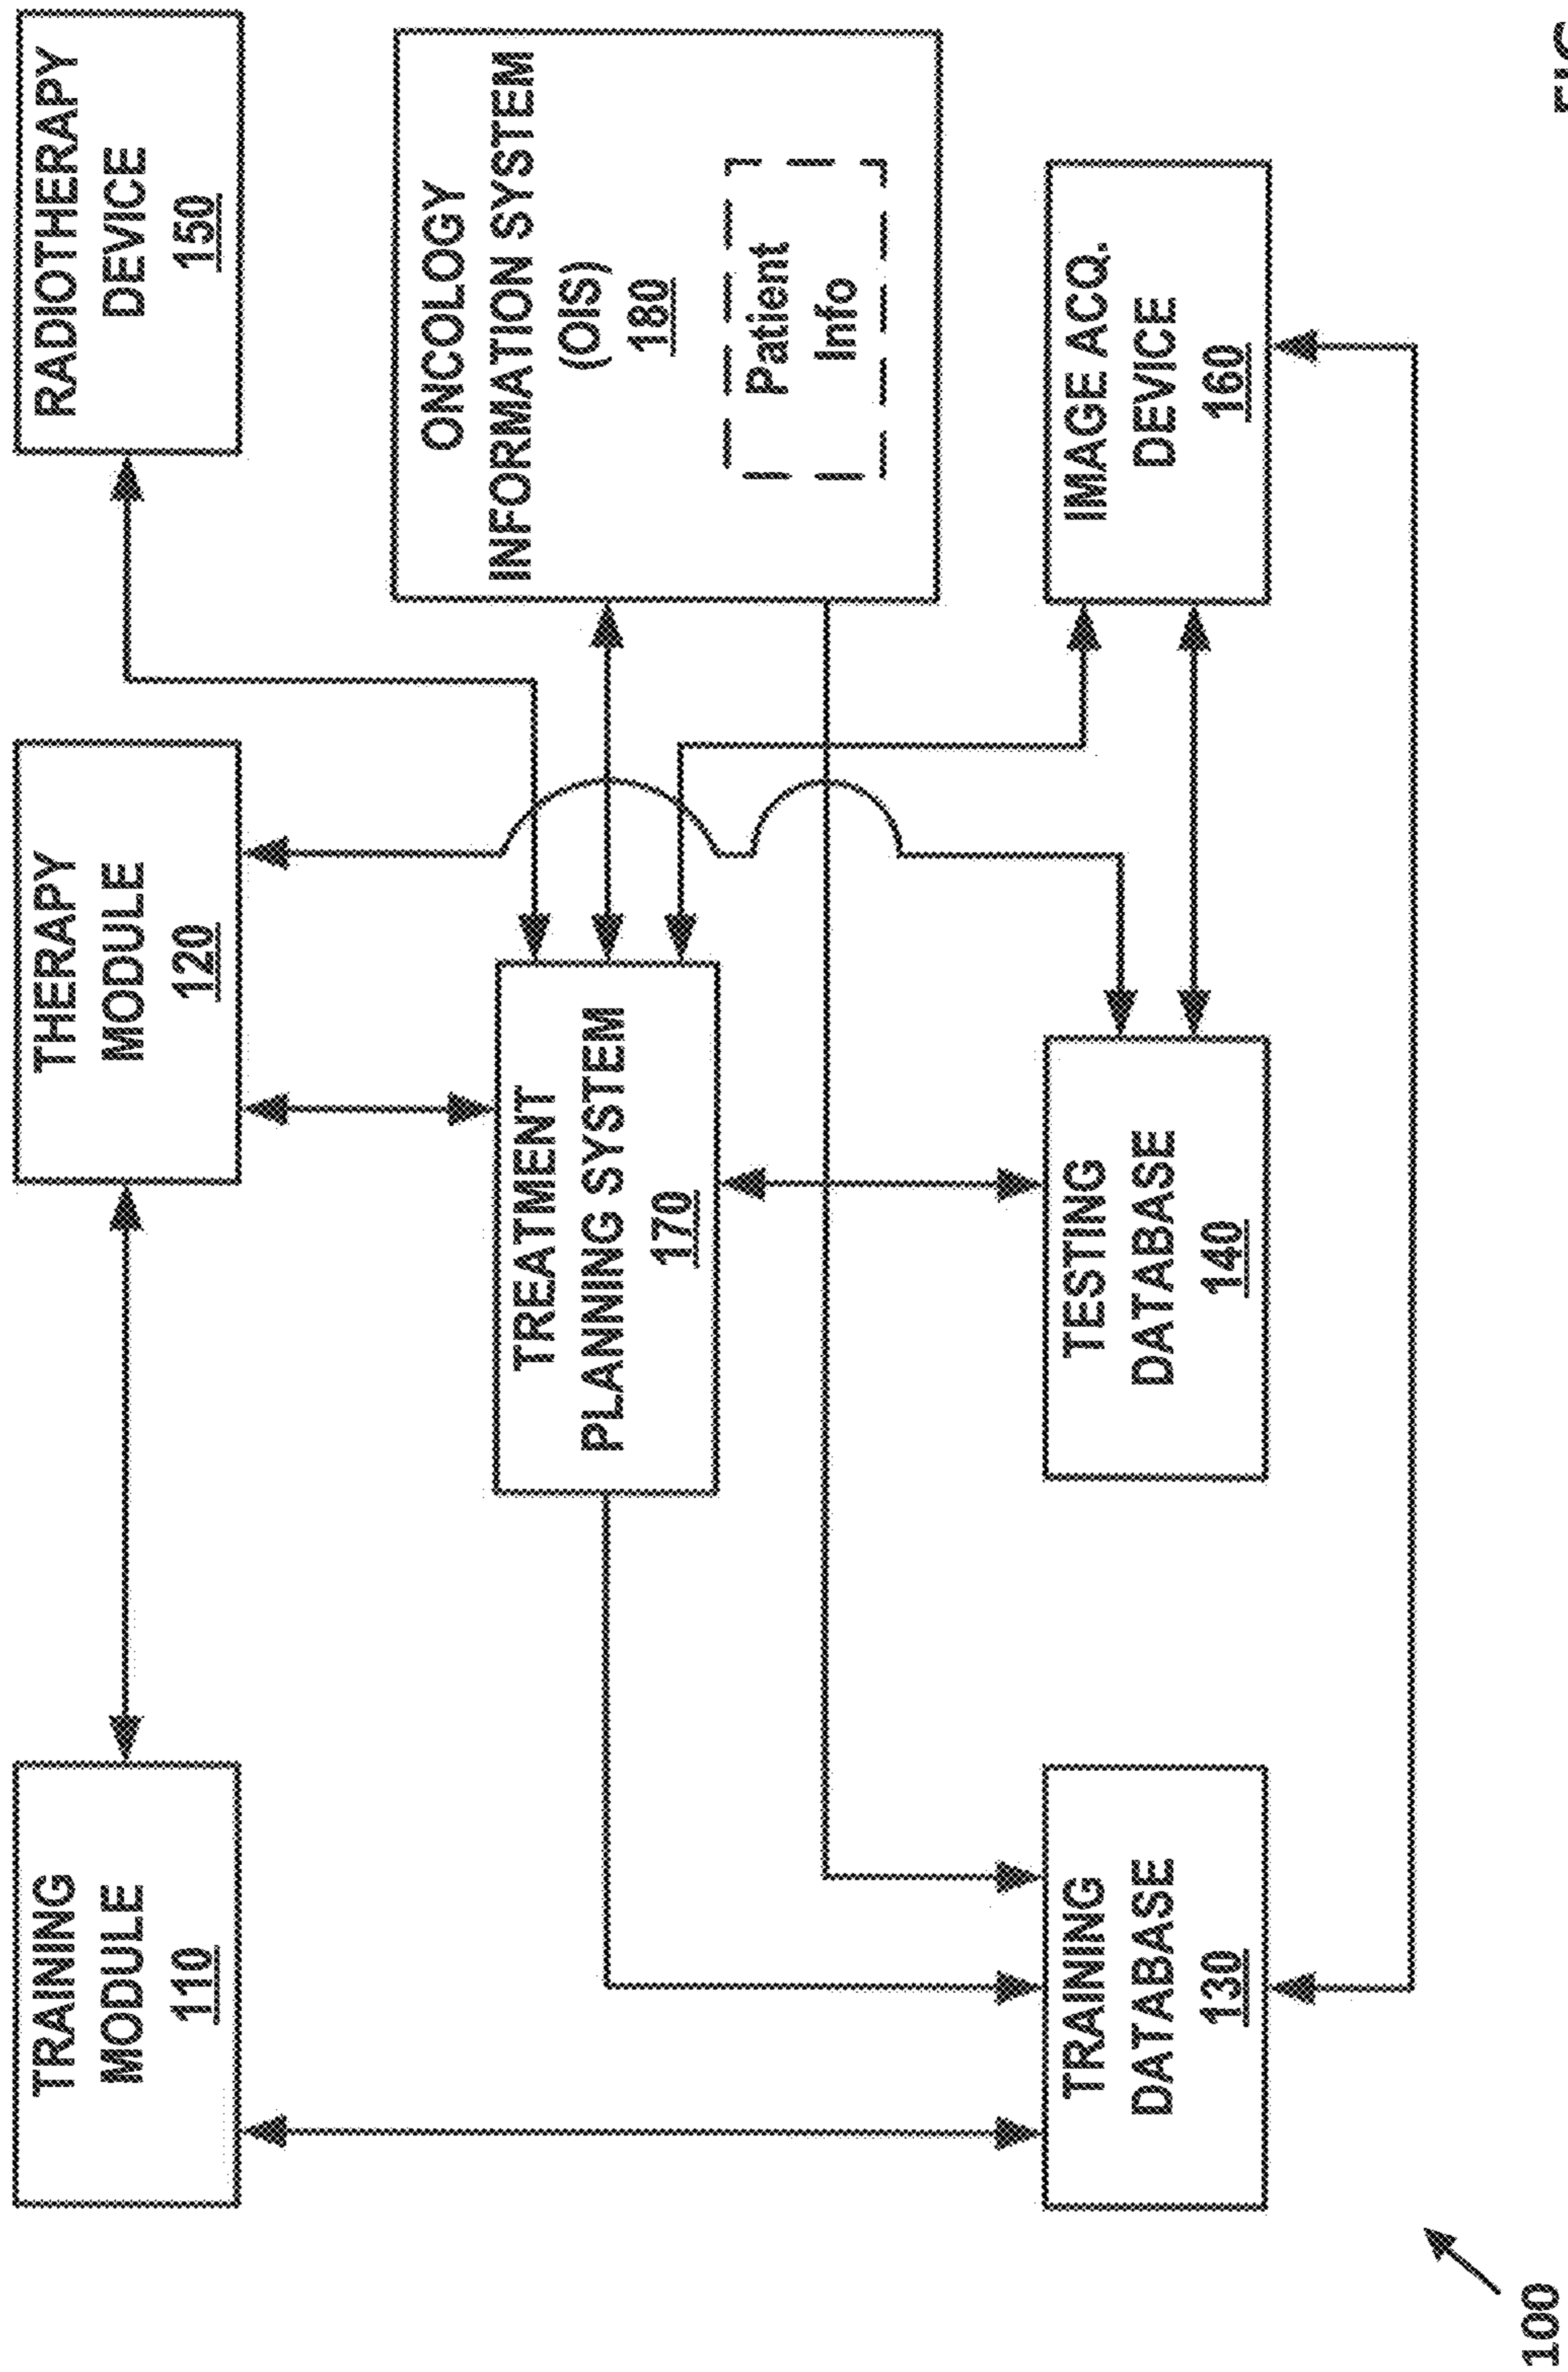 TRAINING
MODULE
110
THERAPY
MODULE
120
RADIOTHERAPY
DEVICE
150
TREATMENT
PLANNING SYSTEM
170
ONCOLOGY
INFORMATION SYSTEM
(OIS)
180
Patient
Info
TRAINING
DATABASE
130
TESTING
DATABASE
140
IMAGE ACQ.
DEVICE
160
100